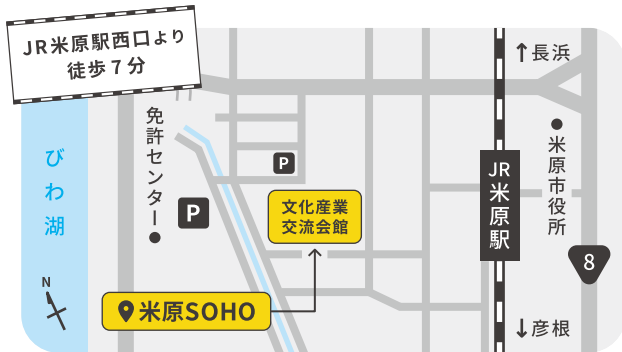 JR米原駅西口より
徒歩7分
↑長浜
免許センター
米原市役所
びわ湖
P
P
文化産業
交流会館
JR米原駅
8
N
米原SOHO
↓彦根